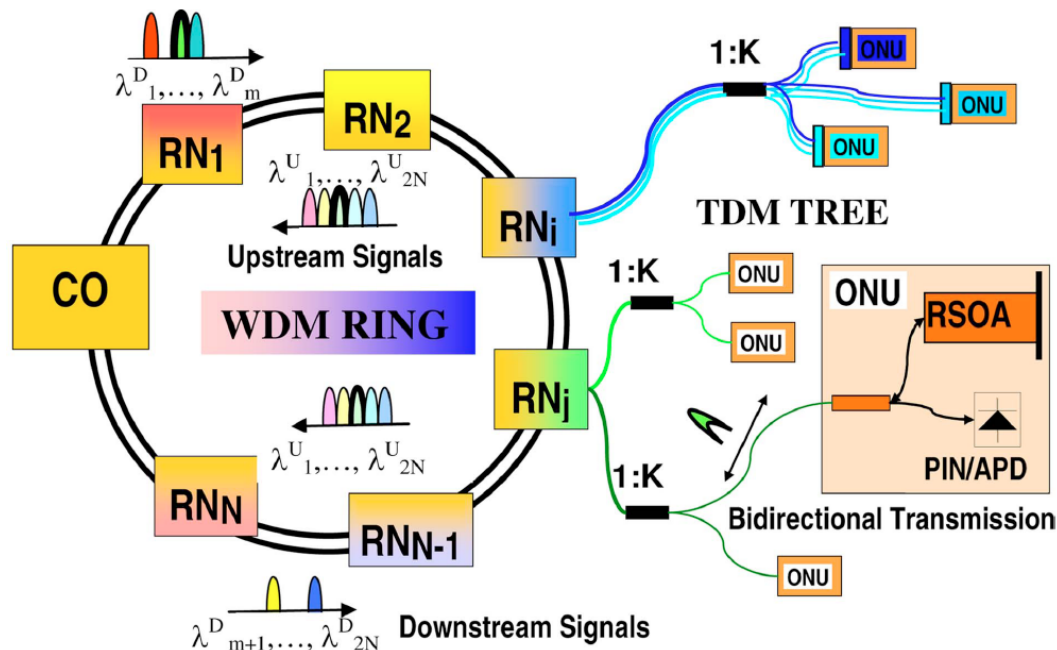 λᴰ₁,..., λᴰₘ
1:K
ONU
ONU
ONU
RN₁
RN₂
λᵁ₁,..., λᵁ₂ₙ
RNᵢ
TDM TREE
Upstream Signals
CO
WDM RING
1:K
ONU
ONU
ONU
RSOA
RNⱼ
PIN/APD
λᵁ₁,..., λᵁ₂ₙ
1:K
Bidirectional Transmission
RN_N
RN_N-1
ONU
λᴰₘ₊₁,..., λᴰ₂ₙ
Downstream Signals